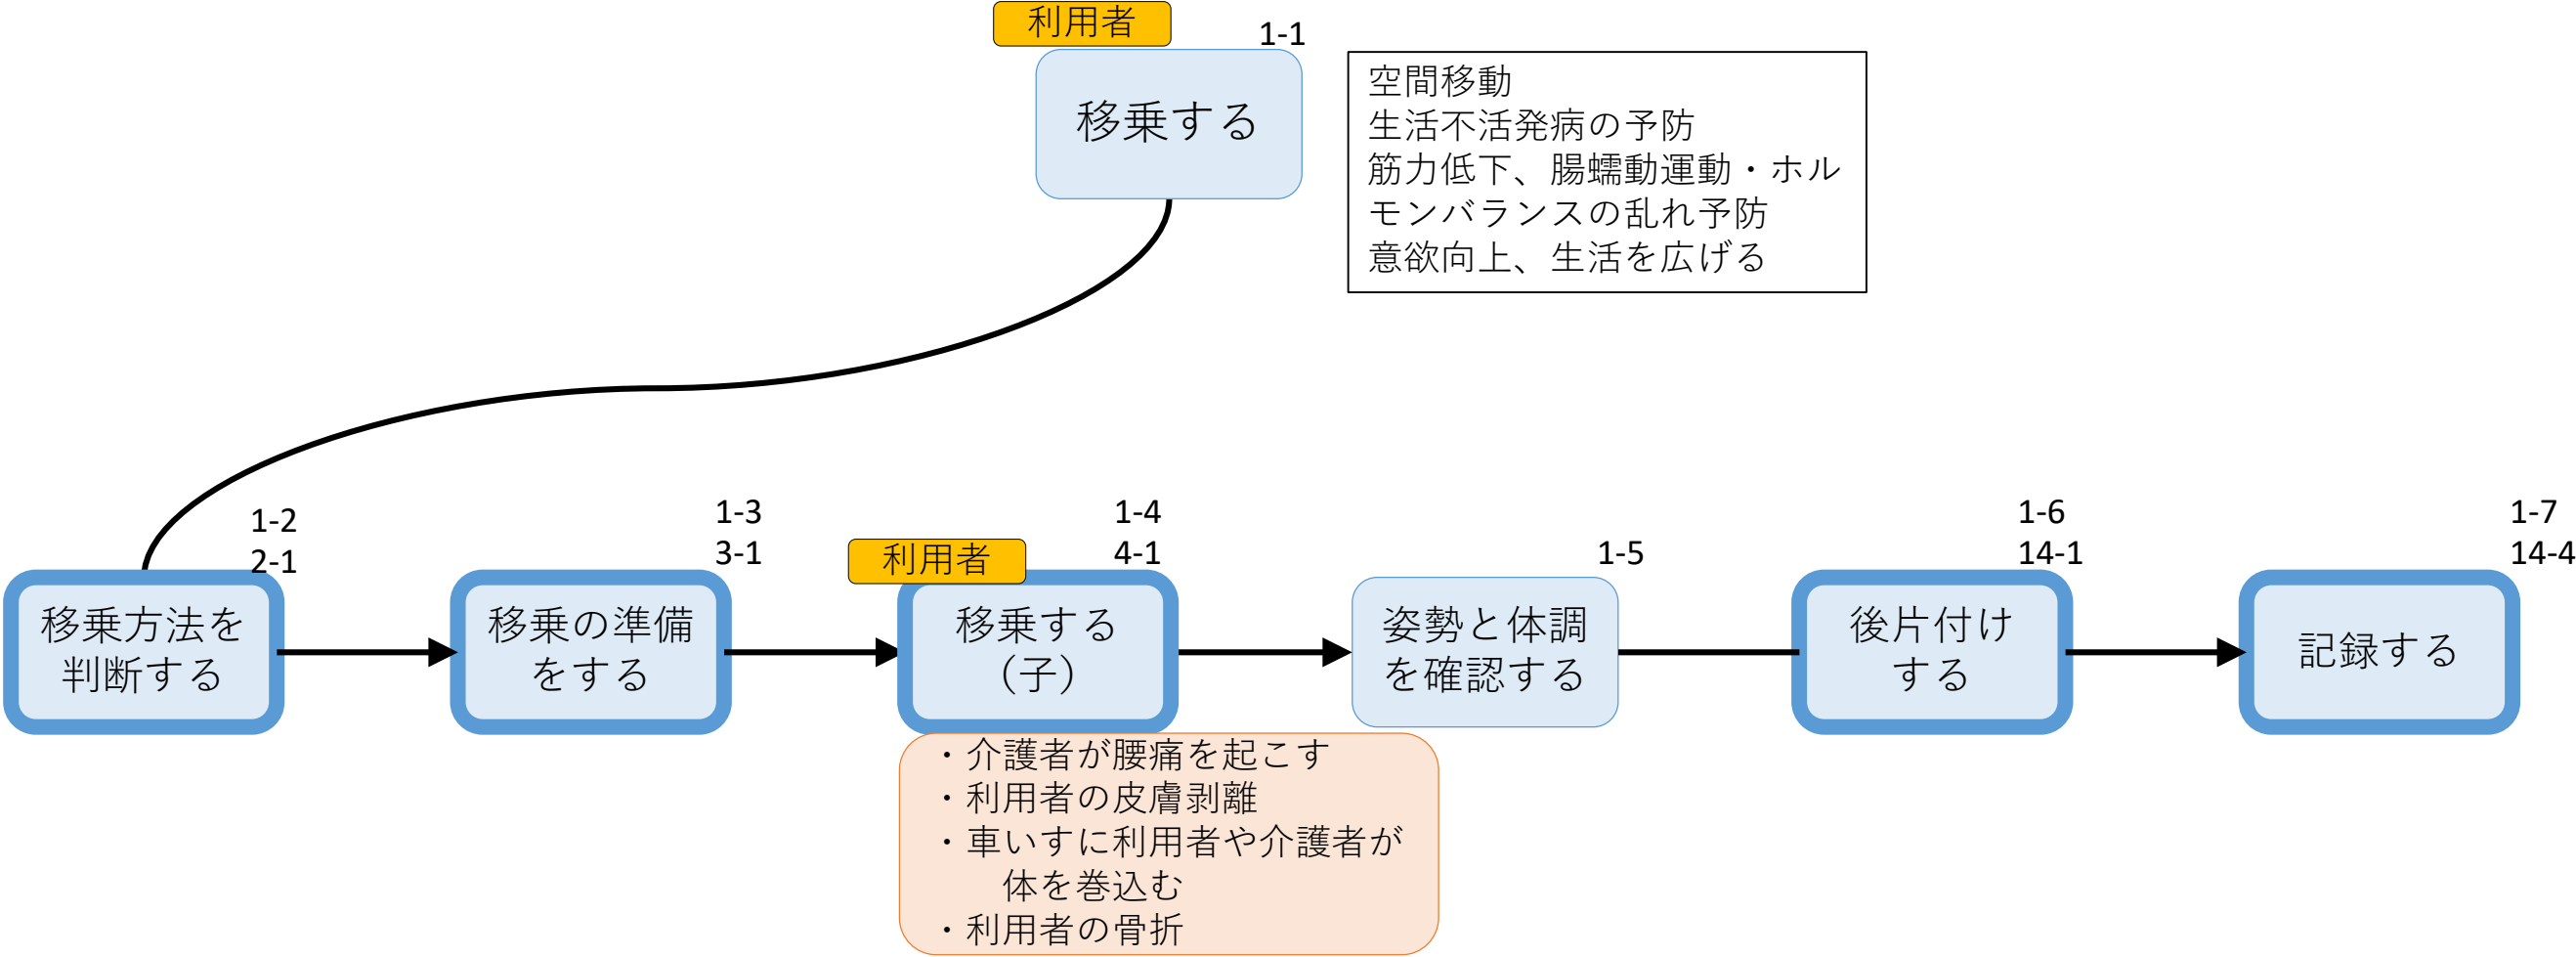 利用者
1-1
移乗する
空間移動
生活不活発病の予防
筋力低下、腸蠕動運動・ホル
モンバランスの乱れ予防
意欲向上、生活を広げる
1-2
2-1
移乗方法を
判断する
1-3
3-1
移乗の準備
をする
利用者
1-4
4-1
移乗する
（子）
・介護者が腰痛を起こす
・利用者の皮膚剥離
・車いすに利用者や介護者が
体を巻込む
・利用者の骨折
1-5
姿勢と体調
を確認する
1-6
14-1
後片付け
する
1-7
14-4
記録する